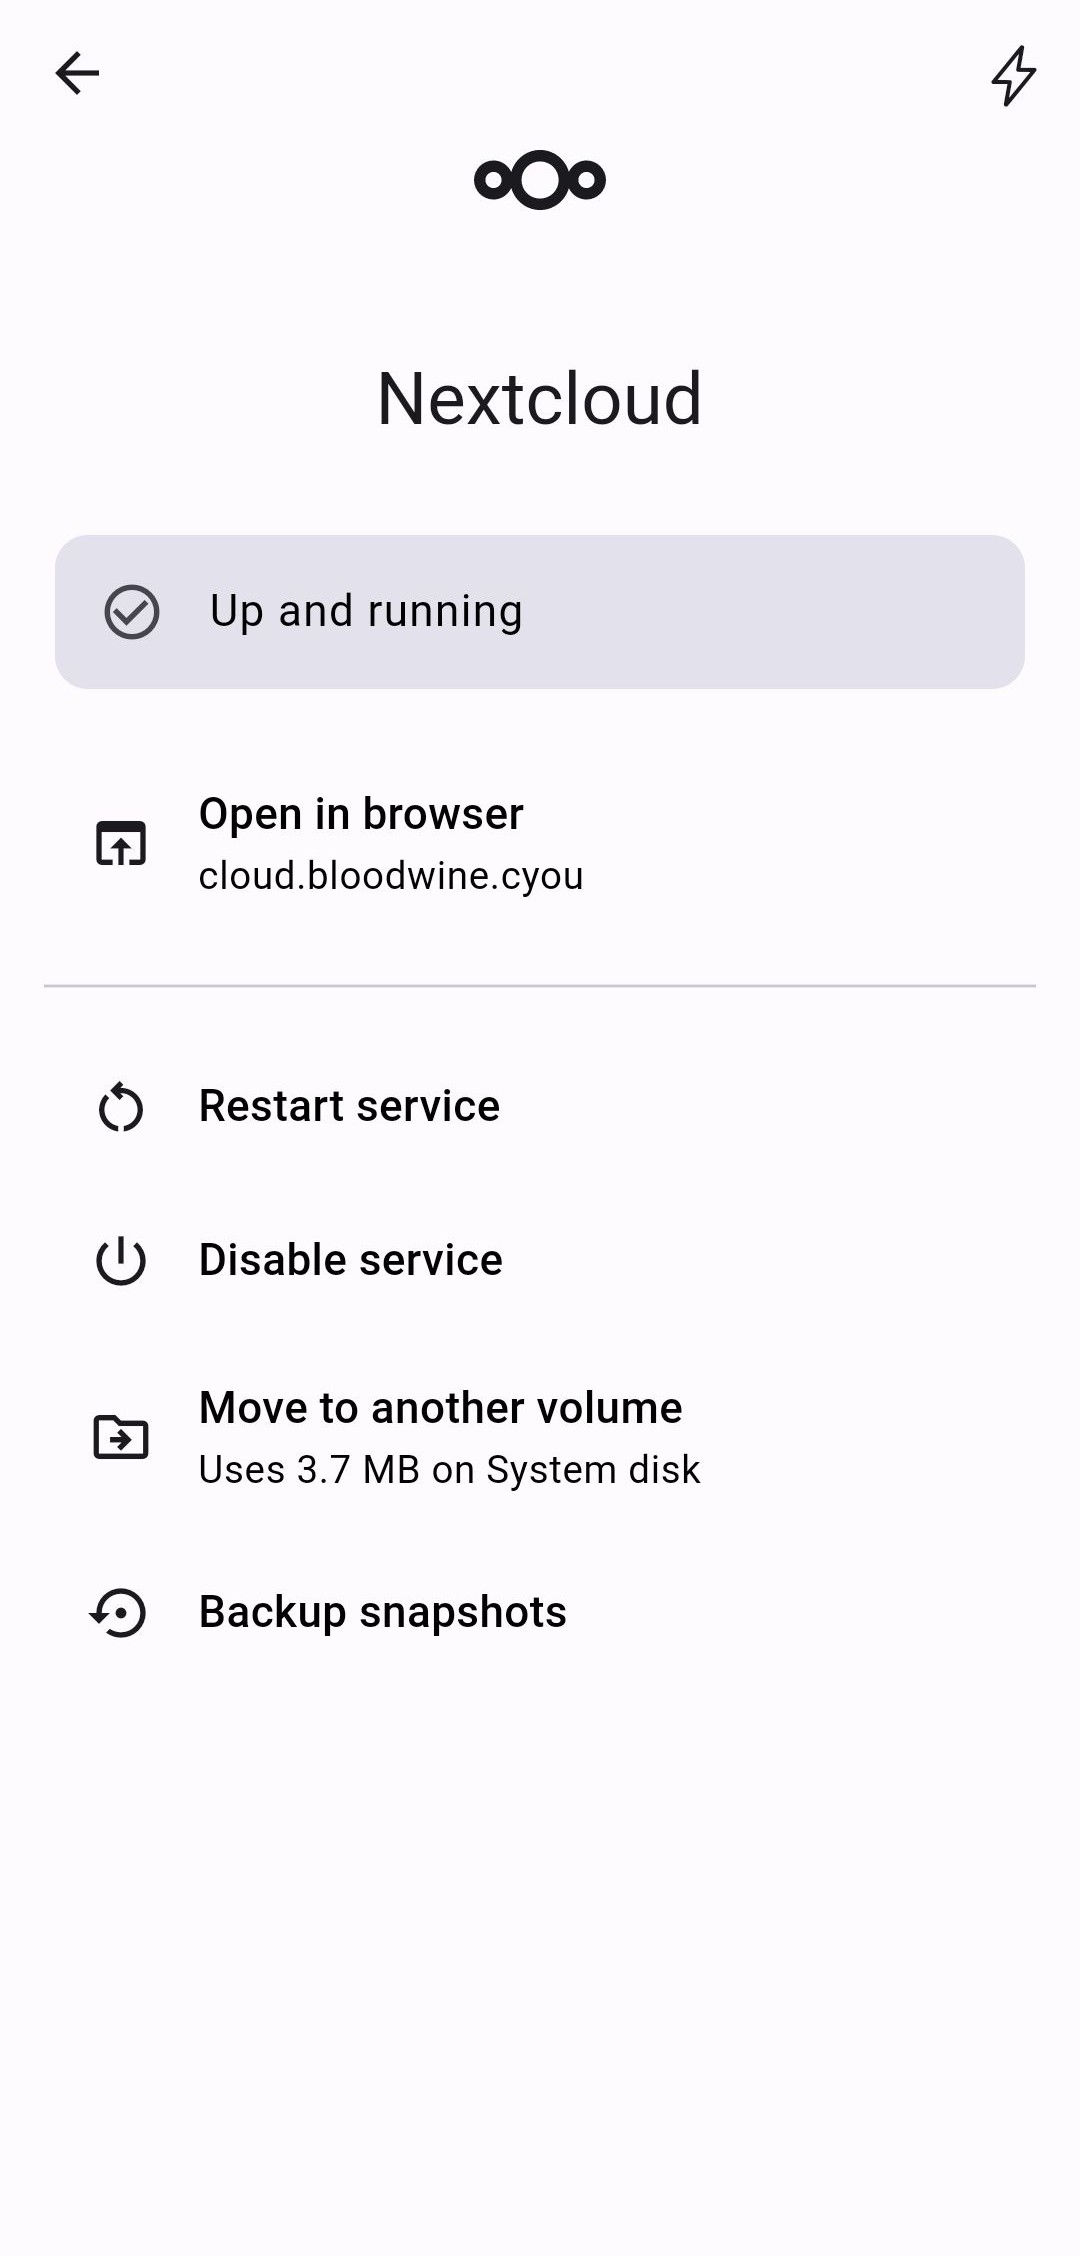 Nextcloud
Up and running
Open in browser
cloud.bloodwine.cyou
Restart service
Disable service
Move to another volume
Uses 3.7 MB on System disk
Backup snapshots